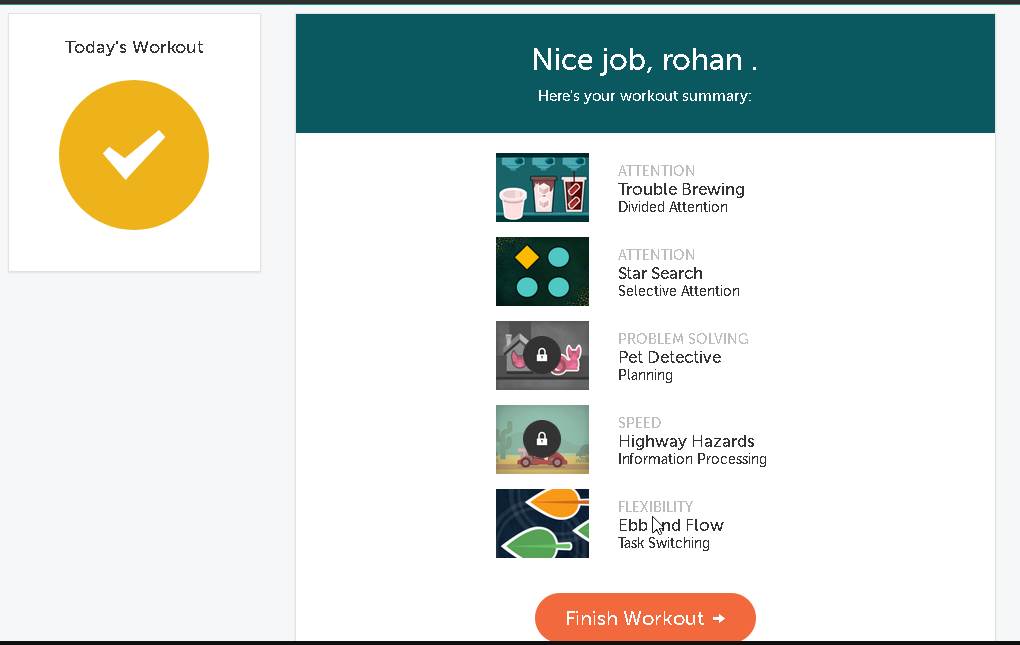 Today's Workout
Nice job, rohan .
Here's your workout summary:
ATTENTION
Trouble Brewing
Divided Attention
ATTENTION
Star Search
Selective Attention
PROBLEM SOLVING
Pet Detective
Planning
SPEED
Highway Hazards
Information Processing
FLEXIBILITY
Ebb and Flow
Task Switching
Finish Workout →